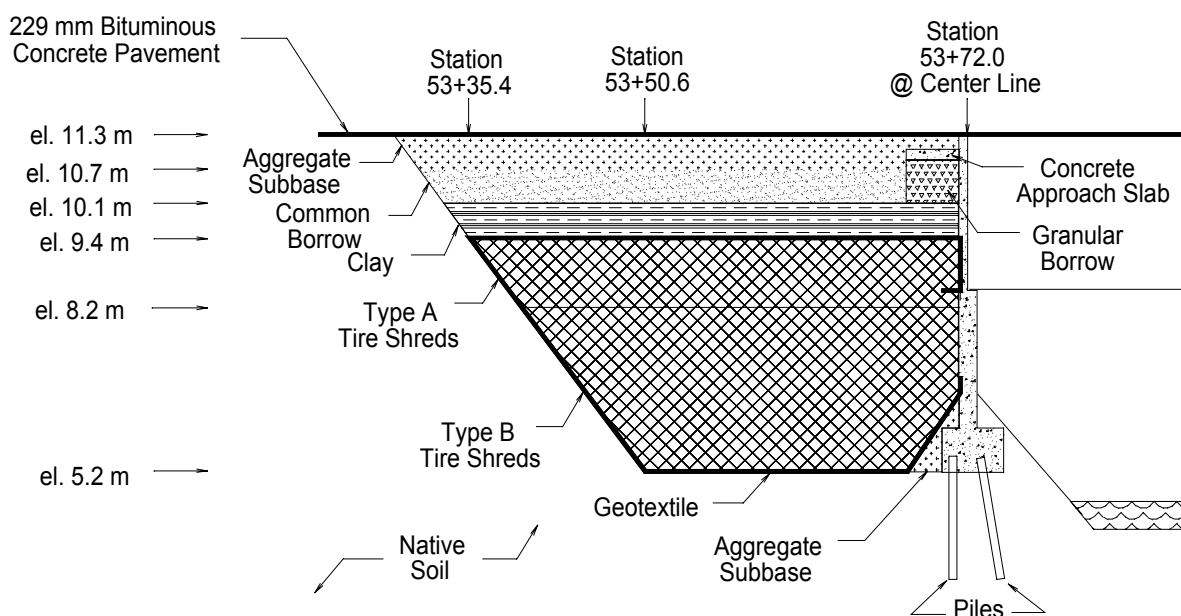 229 mm Bituminous
Concrete Pavement
Station
53+35.4
Station
53+50.6
Station
53+72.0
@ Center Line
el. 11.3 m
el. 10.7 m
el. 10.1 m
el. 9.4 m
el. 8.2 m
el. 5.2 m
Aggregate
Subbase
Common
Borrow
Clay
Type A
Tire Shreds
Type B
Tire Shreds
Concrete
Approach Slab
Granular
Borrow
Geotextile
Native
Soil
Aggregate
Subbase
Piles